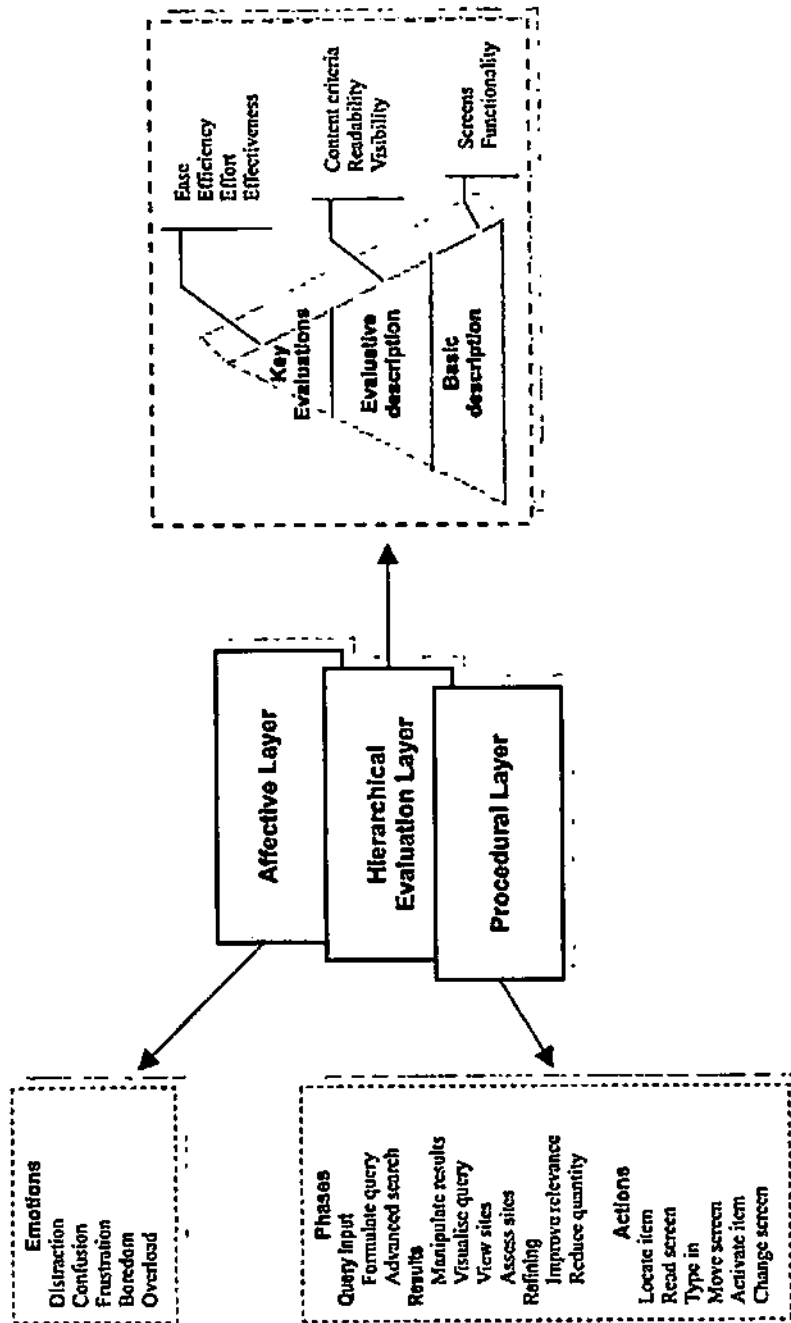 Emotions
Distraction
Confusion
Frustration
Boredom
Overload
Phases
Query Input
Formulate query
Advanced search
Results
Manipulate results
Visualise query
View sites
Assess sites
Refining
Improve relevance
Reduce quantity
Actions
Locate item
Read screen
Type in
Move screen
Activate item
Change screen
Affective Layer
Hierarchical
Evaluation Layer
Procedural Layer
Key
Evaluations
Evaluative
description
Basic
description
Ease
Efficiency
Effort
Effectiveness
Content criteria
Readability
Visibility
Screens
Functionality